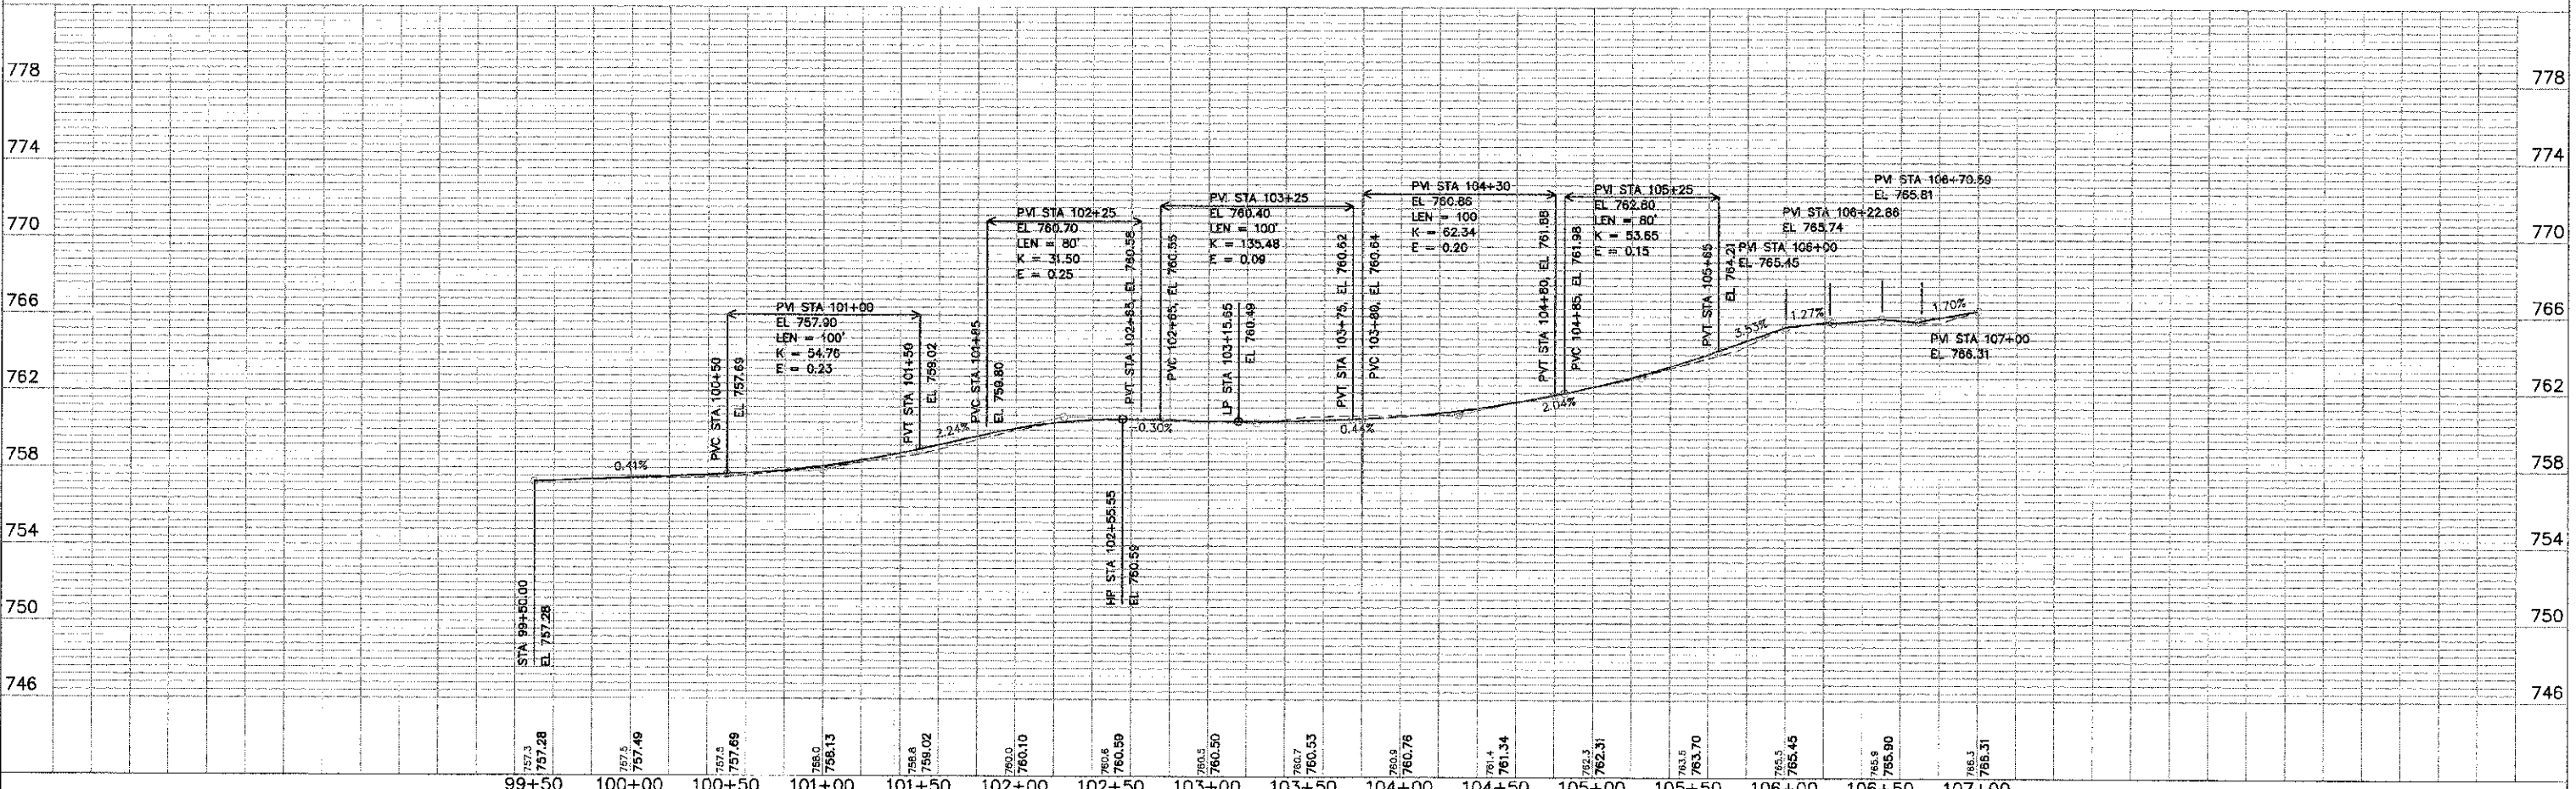 778
774
770
766
762
758
754
750
746
778
774
770
766
762
758
754
750
746
STA 99+50.00
EL 757.28
0.41%
PVC STA 100+50
EL 757.69
PVI STA 101+00
EL 757.90
LEN = 100'
K = 54.76
E = 0.23
PVT STA 101+50
EL 759.02
2.24%
PVC STA 101+85
EL 759.80
PVI STA 102+25
EL 760.70
LEN = 80'
K = 31.50
E = 0.25
HP STA 102+55.55
EL 760.59
PVT STA 102+65, EL 760.58
-0.30%
PVC 102+65, EL 760.55
PVI STA 103+25
EL 760.40
LEN = 100'
K = 135.48
E = 0.09
LP STA 103+15.65
EL 760.49
PVT STA 103+75, EL 760.62
0.44%
PVC 103+80, EL 760.64
PVI STA 104+30
EL 760.86
LEN = 100
K = 62.34
E = 0.20
PVT STA 104+80, EL 761.88
2.04%
PVC 104+85, EL 761.98
PVI STA 105+25
EL 762.80
LEN = 80'
K = 53.65
E = 0.15
PVT STA 105+65
EL 764.21
3.53%
PVI STA 106+00
EL 765.45
1.27%
PVI STA 106+22.86
EL 765.74
PVI STA 106+70.59
EL 765.81
1.70%
PVI STA 107+00
EL 766.31
757.3 757.28
757.5 757.49
757.8 757.69
758.0 758.13
758.8 759.02
760.0 760.10
760.6 760.59
760.5 760.50
760.7 760.53
760.9 760.76
761.4 761.34
762.3 762.31
763.5 763.70
765.5 765.45
765.9 765.90
766.3 766.31
99+50 100+00 100+50 101+00 101+50 102+00 102+50 103+00 103+50 104+00 104+50 105+00 105+50 106+00 106+50 107+00